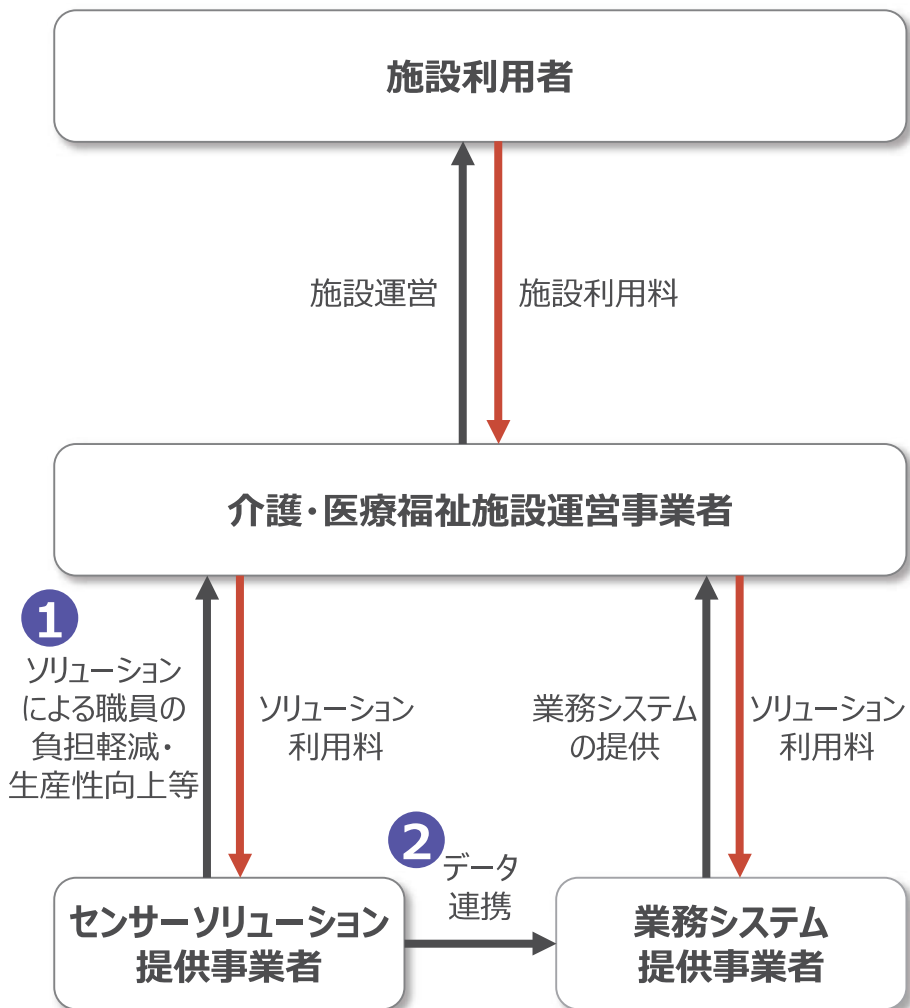 施設利用者
施設運営
施設利用料
介護・医療福祉施設運営事業者
1
ソリューション
による職員の
負担軽減・
生産性向上等
ソリューション
利用料
業務システム
の提供
ソリューション
利用料
2
データ
連携
センサーソリューション
提供事業者
業務システム
提供事業者